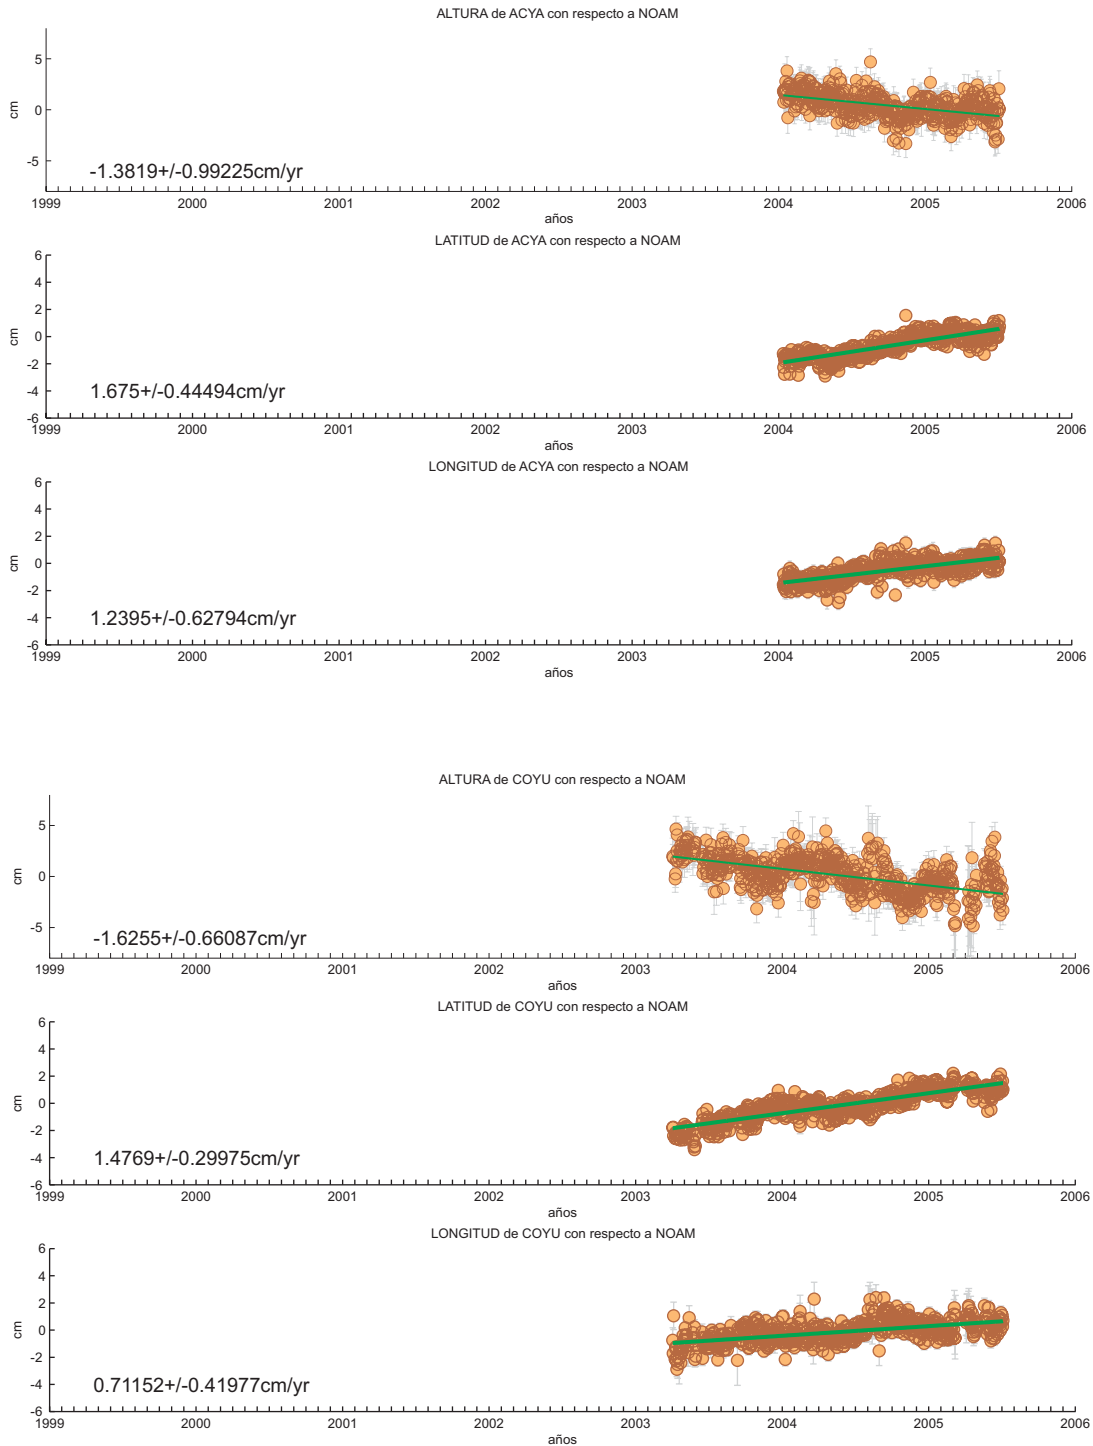 ALTURA de ACYA con respecto a NOAM
5
0
-5
cm
-1.3819+/-0.99225cm/yr
1999 2000 2001 2002 2003 2004 2005 2006
años
LATITUD de ACYA con respecto a NOAM
6
4
2
0
-2
-4
-6
cm
1.675+/-0.44494cm/yr
1999 2000 2001 2002 2003 2004 2005 2006
años
LONGITUD de ACYA con respecto a NOAM
6
4
2
0
-2
-4
-6
cm
1.2395+/-0.62794cm/yr
1999 2000 2001 2002 2003 2004 2005 2006
años
ALTURA de COYU con respecto a NOAM
5
0
-5
cm
-1.6255+/-0.66087cm/yr
1999 2000 2001 2002 2003 2004 2005 2006
años
LATITUD de COYU con respecto a NOAM
6
4
2
0
-2
-4
-6
cm
1.4769+/-0.29975cm/yr
1999 2000 2001 2002 2003 2004 2005 2006
años
LONGITUD de COYU con respecto a NOAM
6
4
2
0
-2
-4
-6
cm
0.71152+/-0.41977cm/yr
1999 2000 2001 2002 2003 2004 2005 2006
años